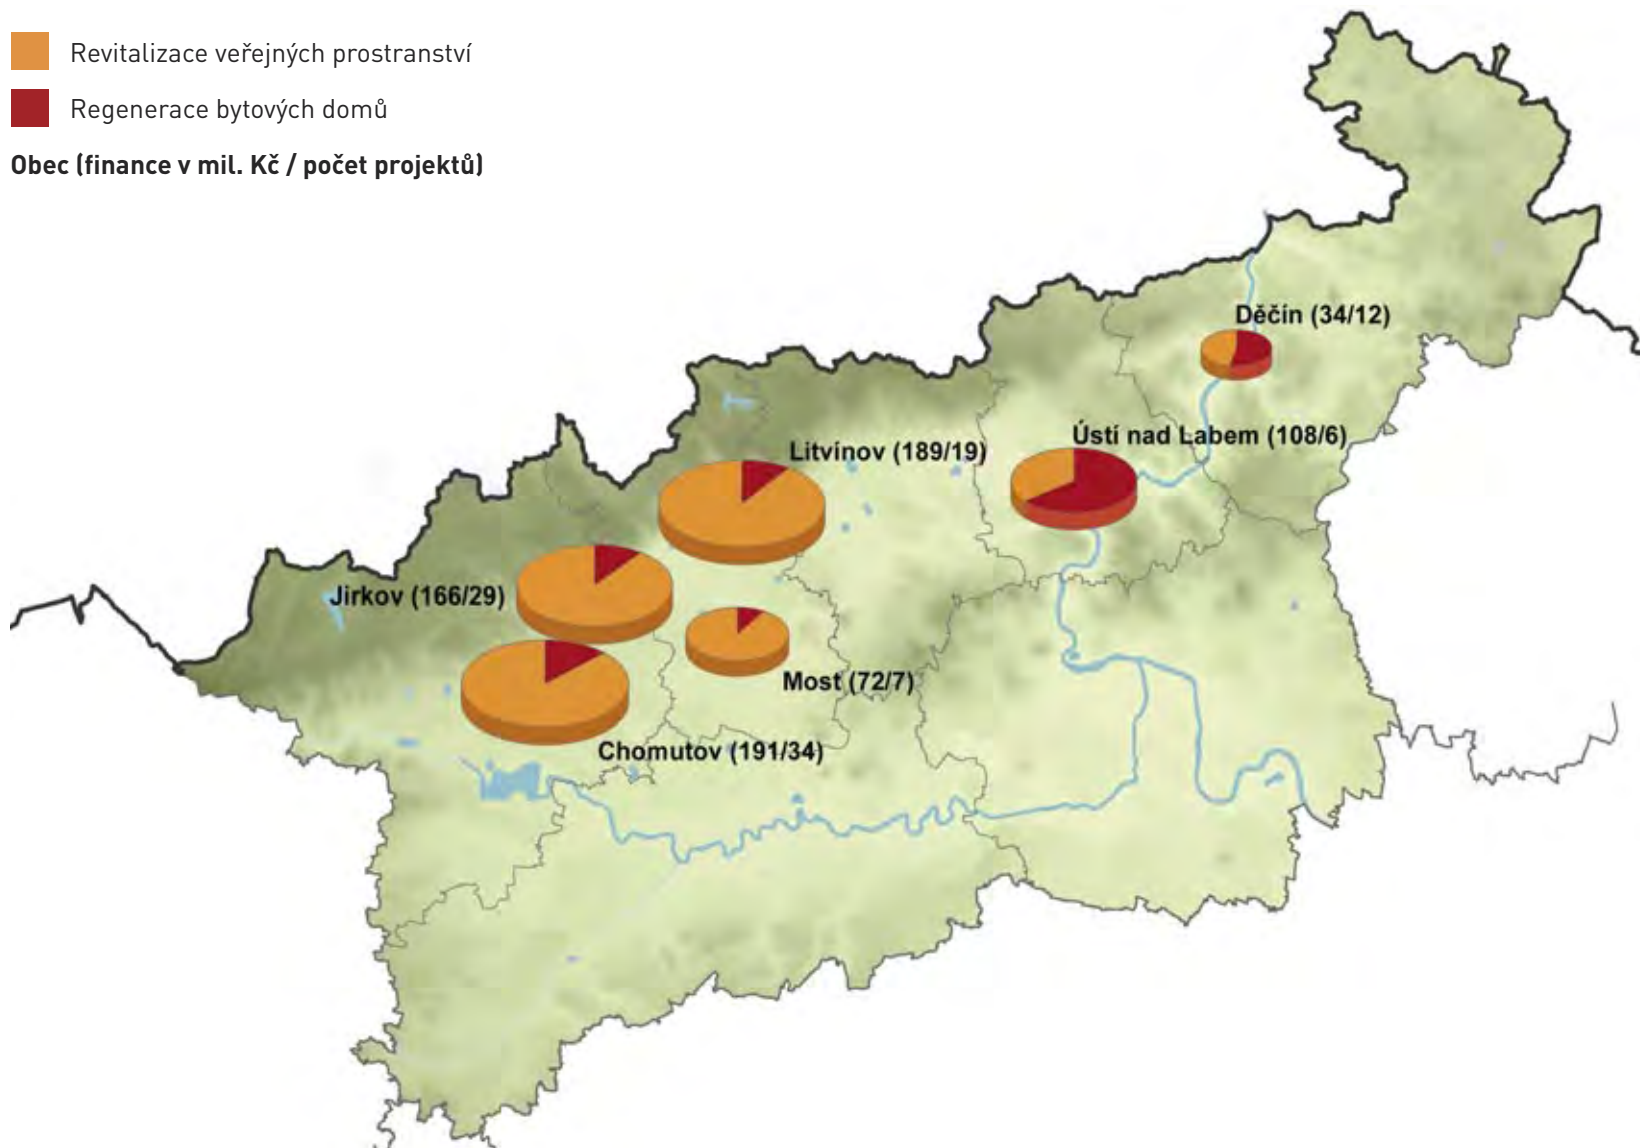 Revitalizace veřejných prostranství
Regenerace bytových domů
Obec (finance v mil. Kč / počet projektů)
Děčín (34/12)
Ústí nad Labem (108/6)
Litvínov (189/19)
Jirkov (166/29)
Most (72/7)
Chomutov (191/34)